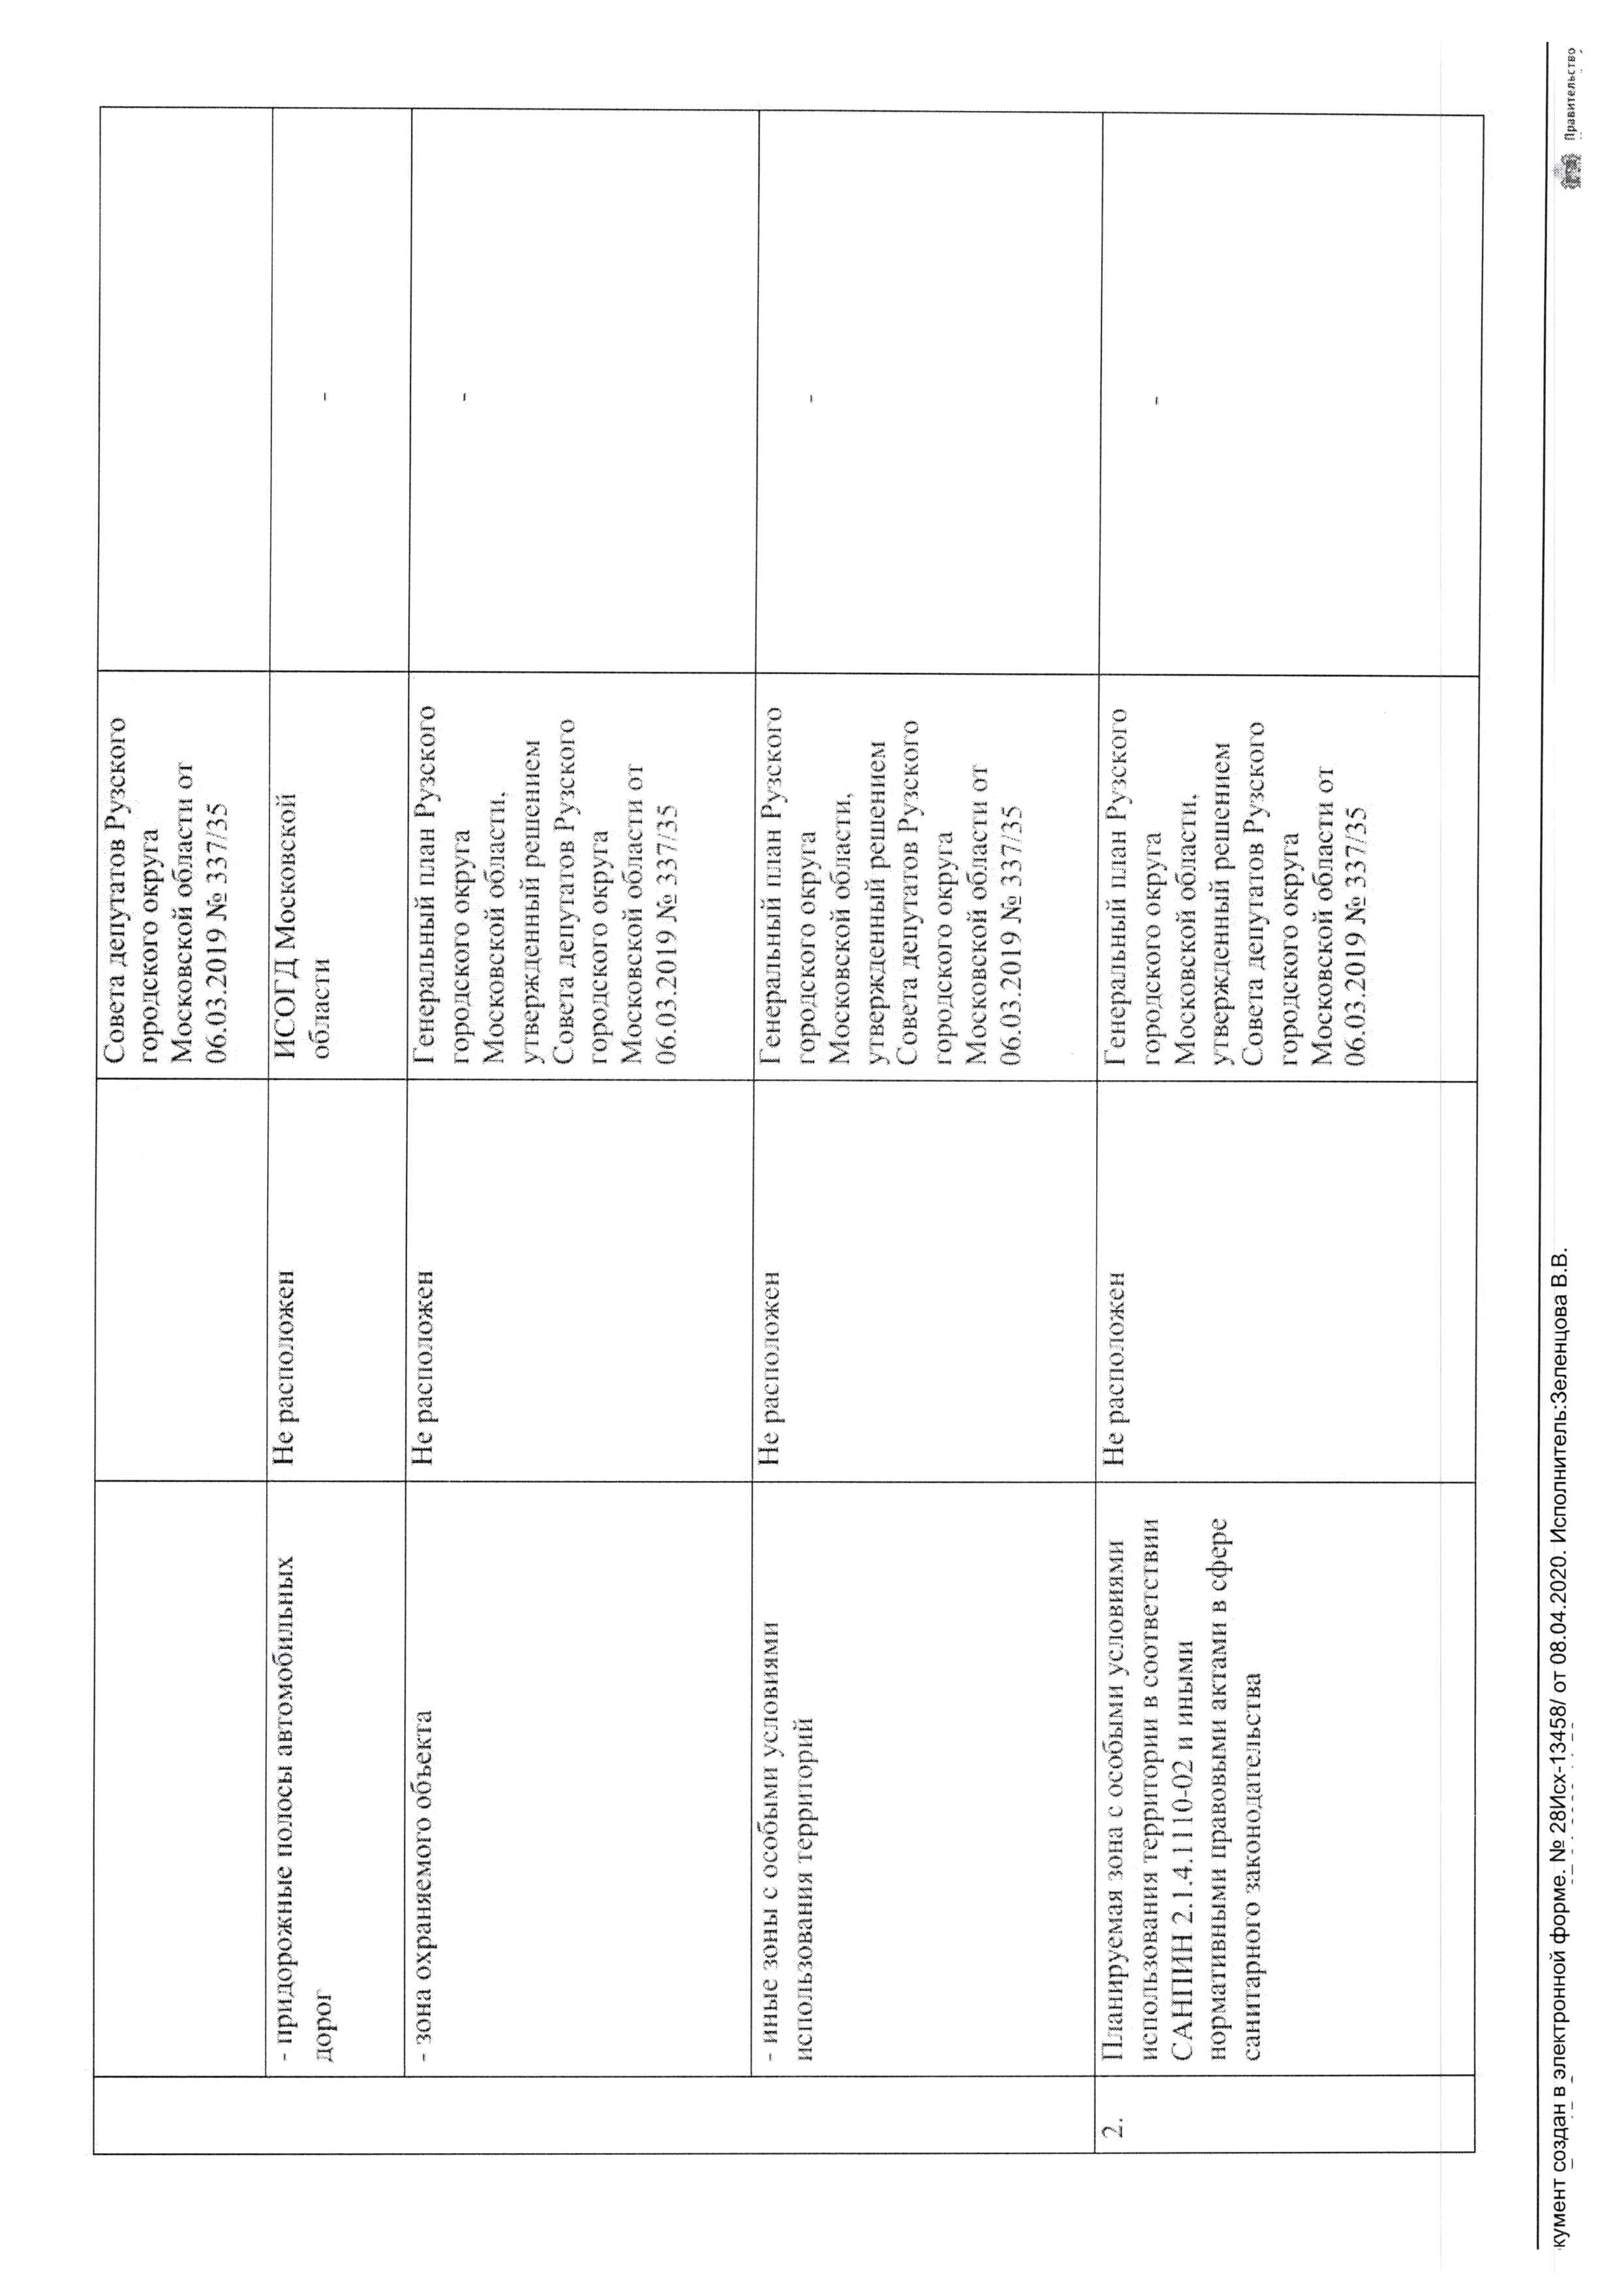 Совета депутатов Рузского
городского округа
Московской области от
06.03.2019 № 337/35
- придорожные полосы автомобильных
дорог
Не расположен
ИСОГД Московской
области
-
- зона охраняемого объекта
Не расположен
Генеральный план Рузского
городского округа
Московской области,
утвержденный решением
Совета депутатов Рузского
городского округа
Московской области от
06.03.2019 № 337/35
-
- иные зоны с особыми условиями
использования территорий
Не расположен
Генеральный план Рузского
городского округа
Московской области,
утвержденный решением
Совета депутатов Рузского
городского округа
Московской области от
06.03.2019 № 337/35
-
2.
Планируемая зона с особыми условиями
использования территории в соответствии
САНПИН 2.1.4.1110-02 и иными
нормативными правовыми актами в сфере
санитарного законодательства
Не расположен
Генеральный план Рузского
городского округа
Московской области,
утвержденный решением
Совета депутатов Рузского
городского округа
Московской области от
06.03.2019 № 337/35
-
кумент создан в электронной форме. № 28Исх-13458/ от 08.04.2020. Исполнитель:Зеленцова В.В.
Правительство